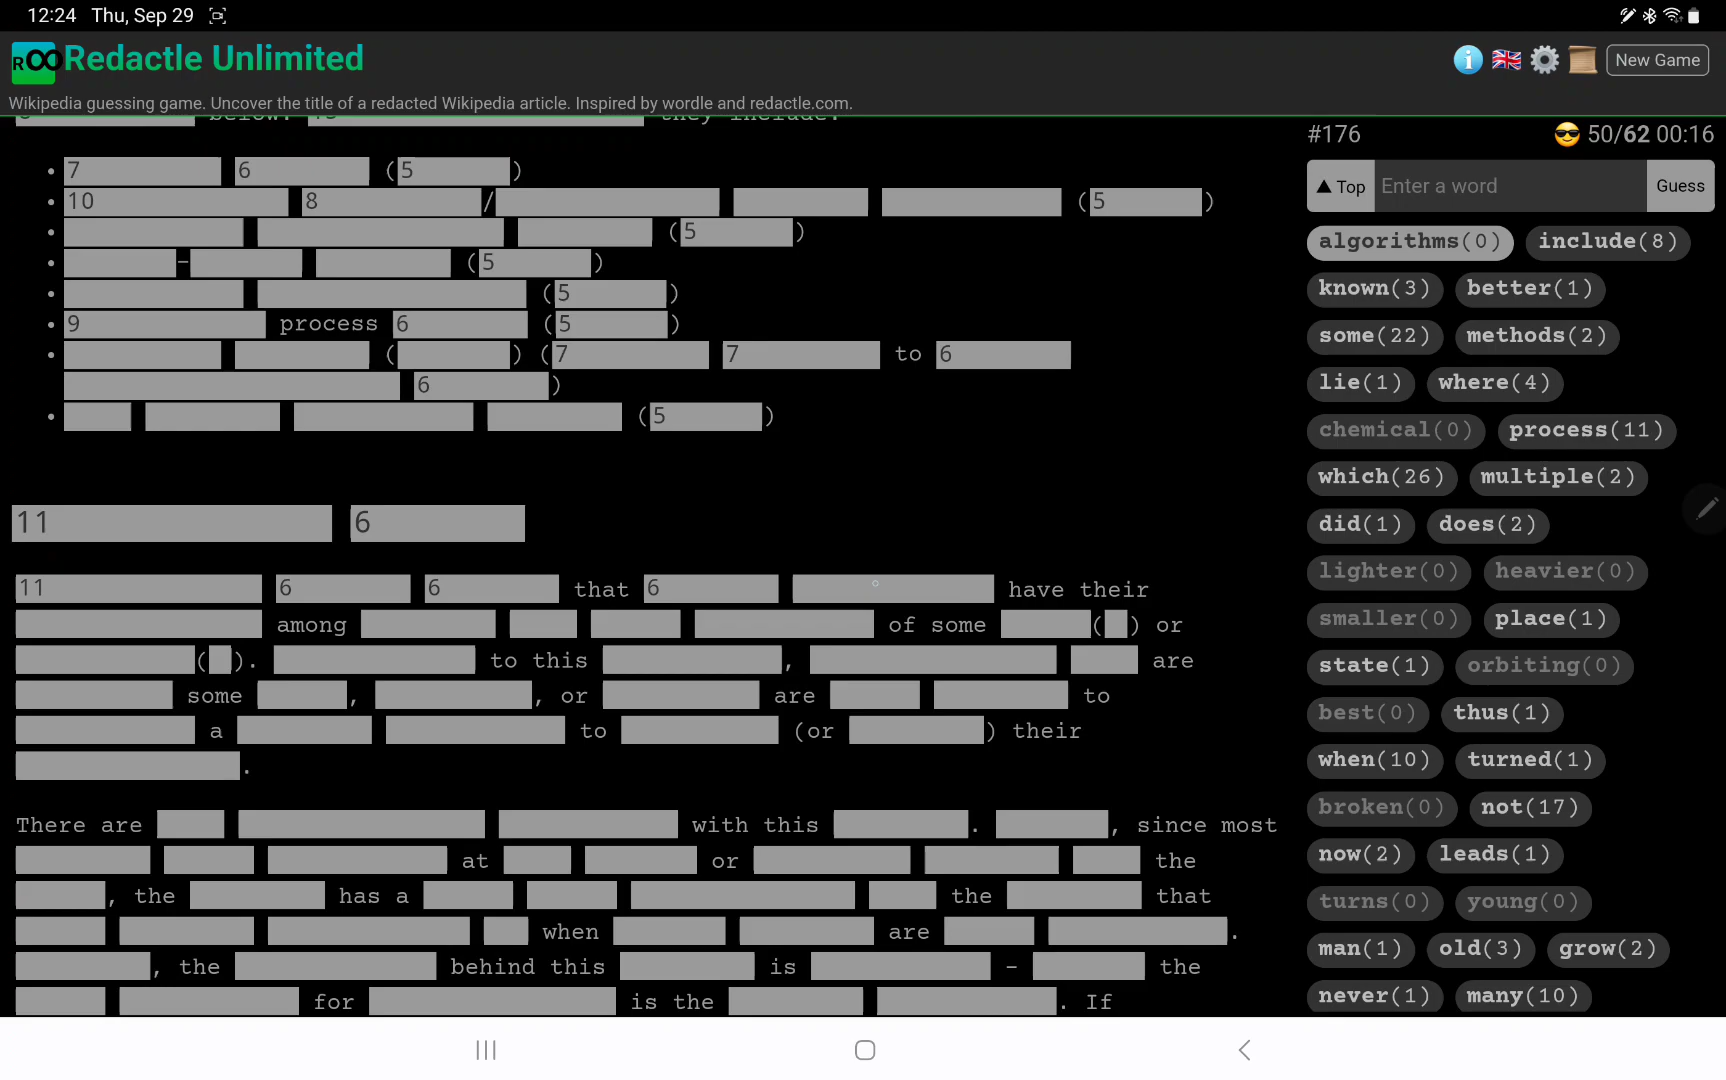 12:24 Thu, Sep 29
R∞ Redactle Unlimited
New Game
Wikipedia guessing game. Uncover the title of a redacted Wikipedia article. Inspired by wordle and redactle.com.
below. they include:
#176 50/62 00:16
Top Enter a word Guess
• 7 6 (5)
• 10 8 / (5)
• (5)
• - (5)
• (5)
• 9 process 6 (5)
• ( ) (7 7 to 6
6 )
• (5)
11 6
11 6 6 that 6 have their
among of some ( ) or
( ). to this , are
some , , or are to
a to (or ) their
.
There are with this . , since most
at or the
, the has a the that
when are .
, the behind this is – the
for is the . If
algorithms(0) include(8)
known(3) better(1)
some(22) methods(2)
lie(1) where(4)
chemical(0) process(11)
which(26) multiple(2)
did(1) does(2)
lighter(0) heavier(0)
smaller(0) place(1)
state(1) orbiting(0)
best(0) thus(1)
when(10) turned(1)
broken(0) not(17)
now(2) leads(1)
turns(0) young(0)
man(1) old(3) grow(2)
never(1) many(10)